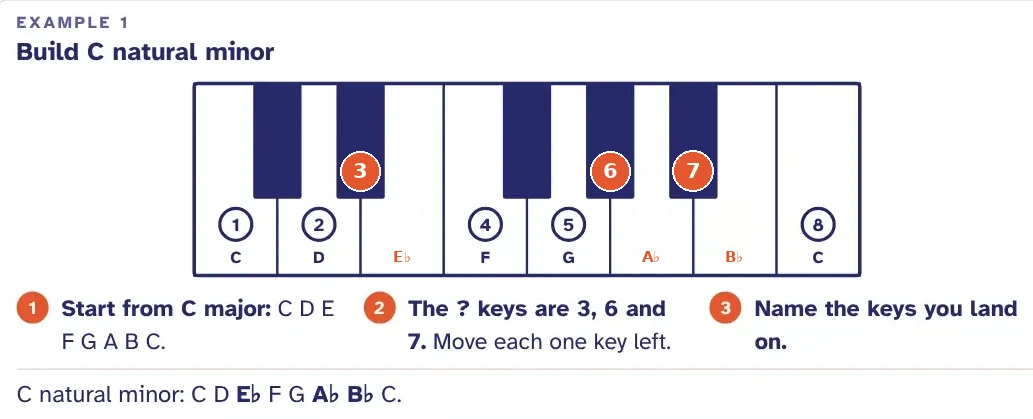 EXAMPLE 1
Build C natural minor
3 6 7
1 2 4 5 8
C D E♭ F G A♭ B♭ C
1 Start from C major: C D E
F G A B C.
2 The ? keys are 3, 6 and
7. Move each one key left.
3 Name the keys you land
on.
C natural minor: C D E♭ F G A♭ B♭ C.